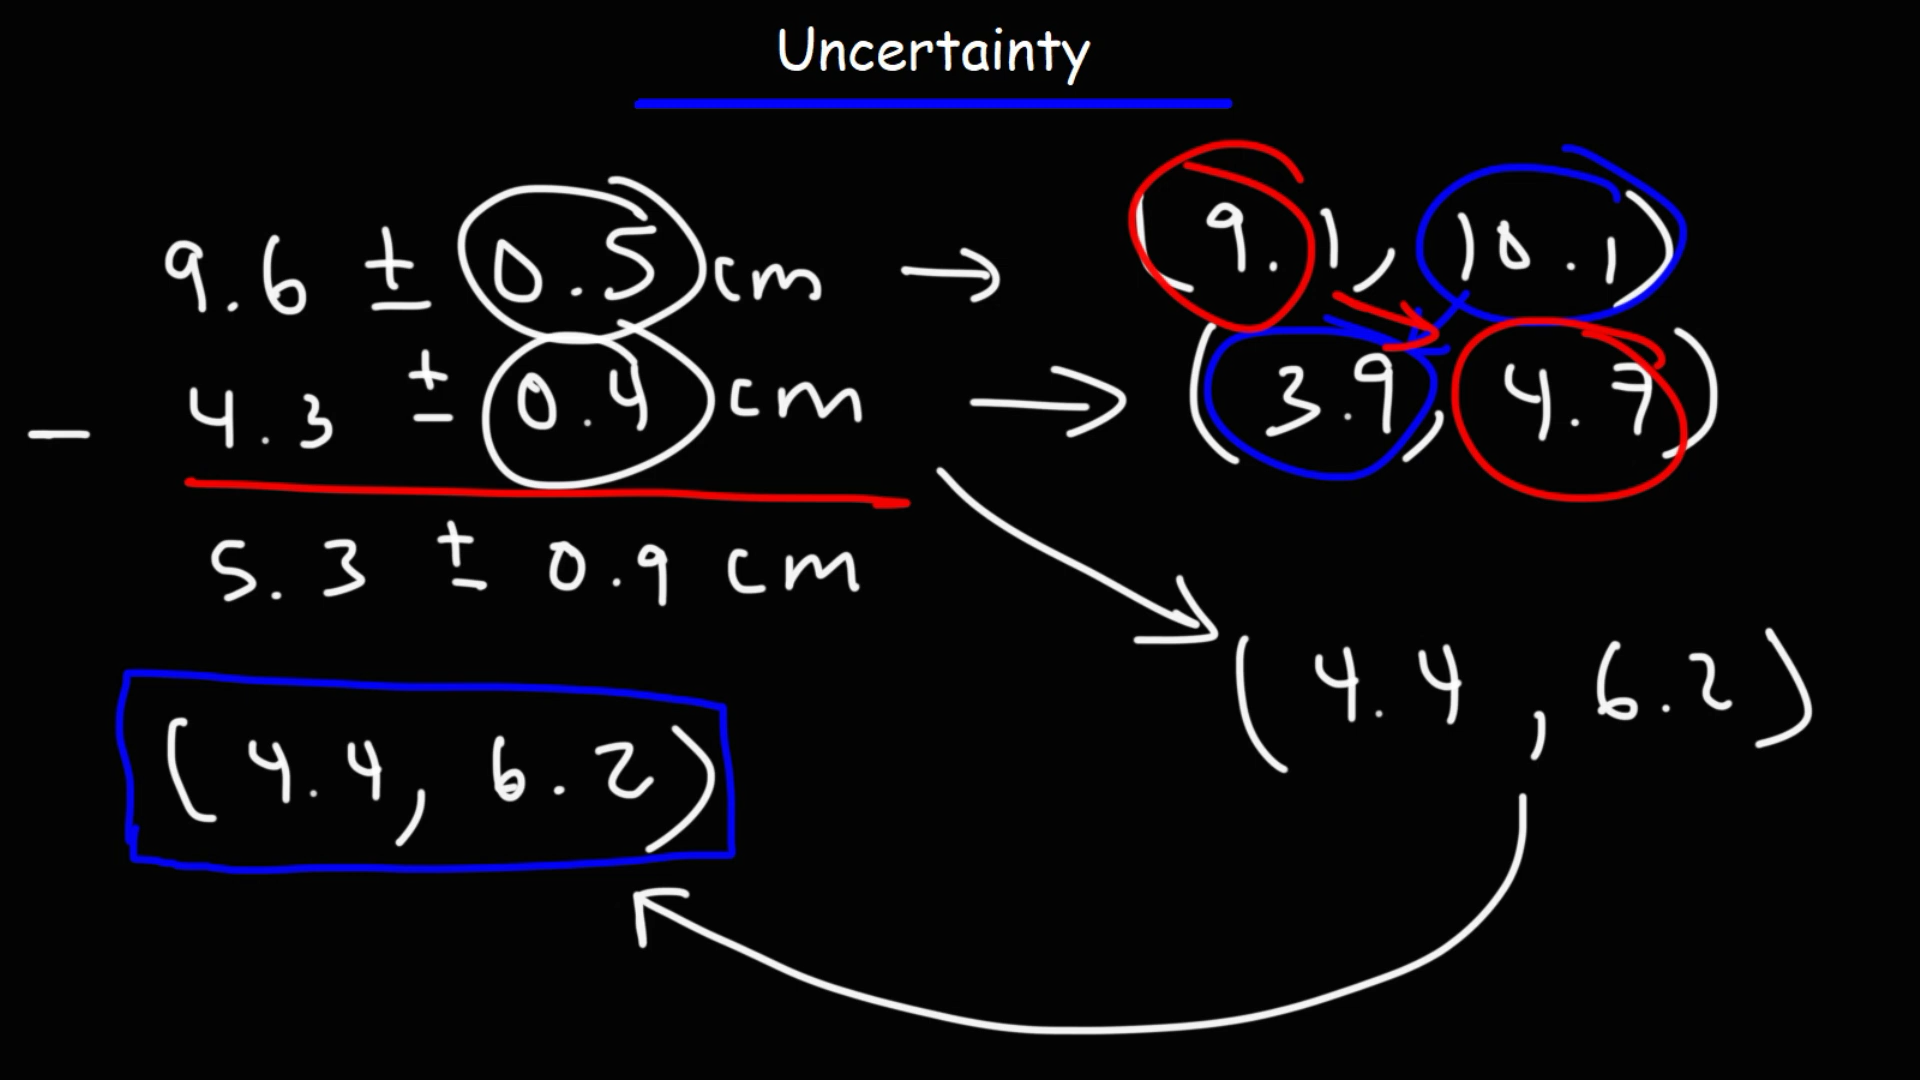 Uncertainty
9.6 ± 0.5 cm → (9.1, 10.1)
- 4.3 ± 0.4 cm → (3.9, 4.7)
5.3 ± 0.9 cm
(4.4, 6.2)
(4.4, 6.2)